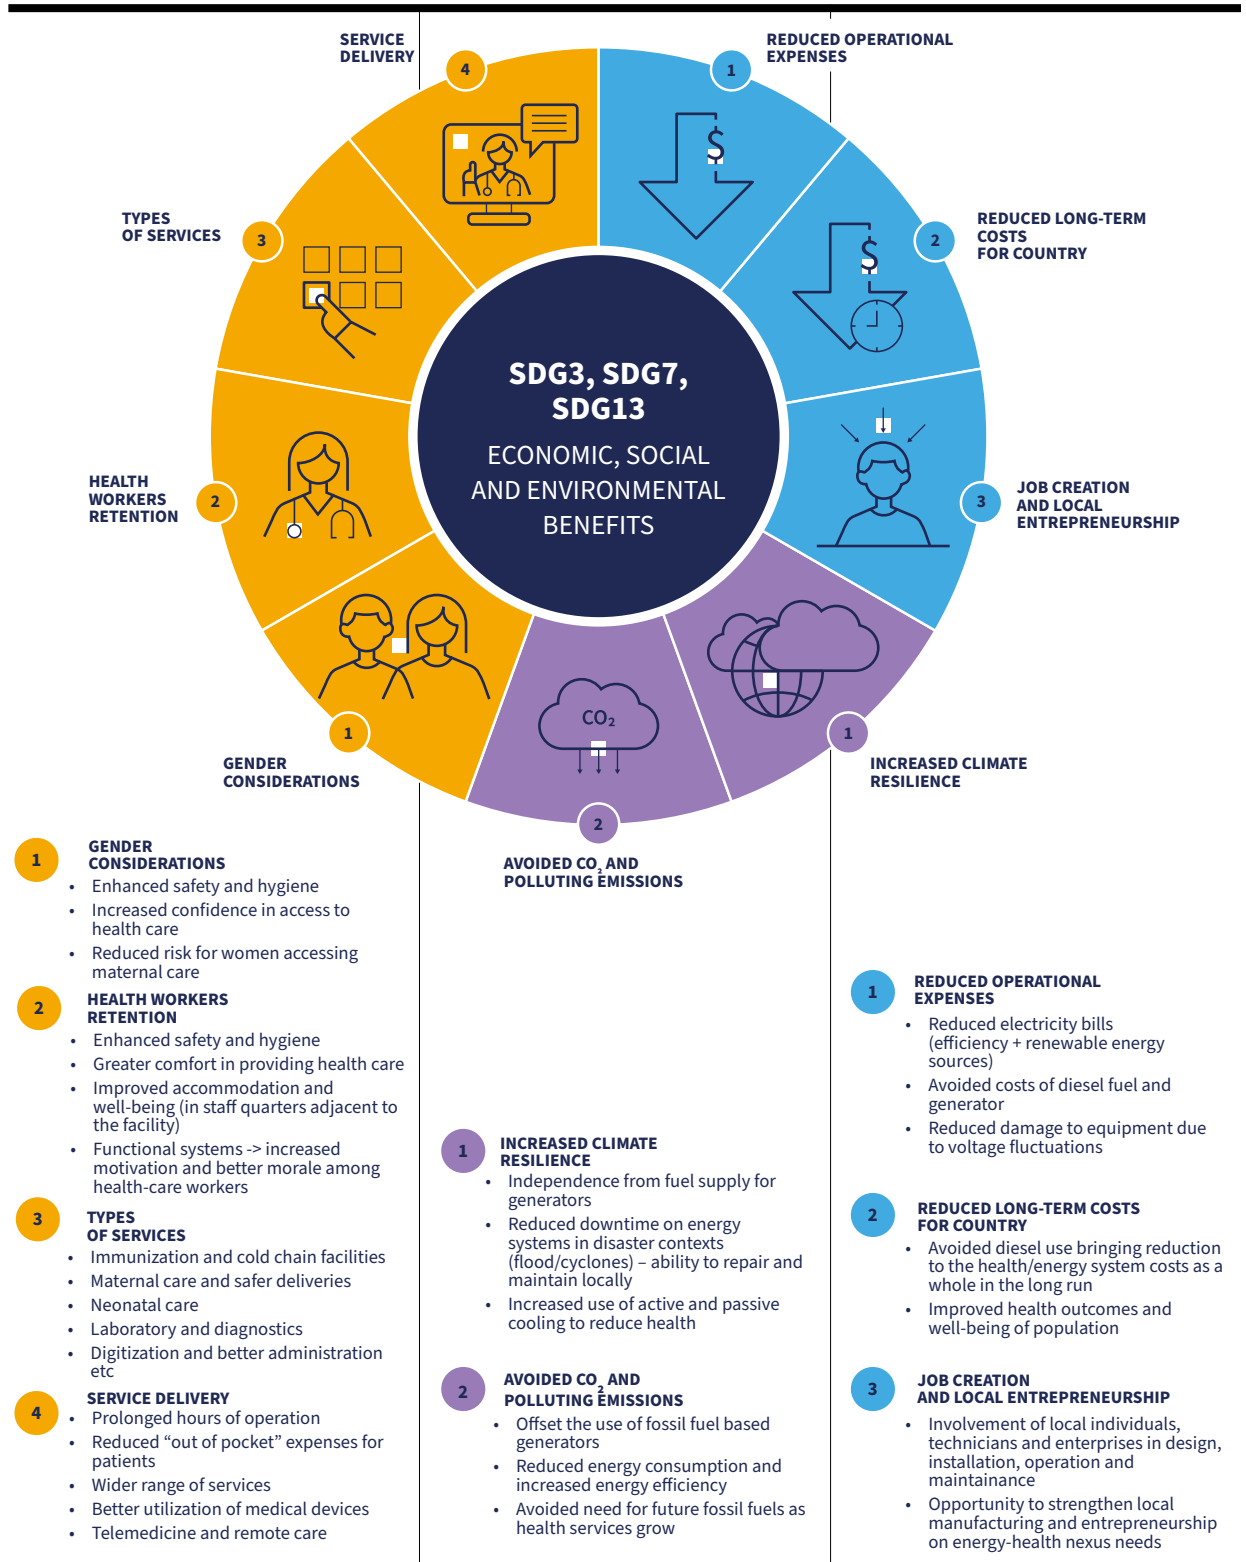 SERVICE
DELIVERY
4
1
REDUCED OPERATIONAL
EXPENSES
$
TYPES
OF SERVICES
3
2
REDUCED LONG-TERM
COSTS
FOR COUNTRY
$
SDG3, SDG7,
SDG13
ECONOMIC, SOCIAL
AND ENVIRONMENTAL
BENEFITS
HEALTH
WORKERS
RETENTION
2
3
JOB CREATION
AND LOCAL
ENTREPRENEURSHIP
CO₂
1
GENDER
CONSIDERATIONS
1
INCREASED CLIMATE
RESILIENCE
2
AVOIDED CO₂ AND
POLLUTING EMISSIONS
1
GENDER
CONSIDERATIONS
• Enhanced safety and hygiene
• Increased confidence in access to
health care
• Reduced risk for women accessing
maternal care
2
HEALTH WORKERS
RETENTION
• Enhanced safety and hygiene
• Greater comfort in providing health care
• Improved accommodation and
well-being (in staff quarters adjacent to
the facility)
• Functional systems -> increased
motivation and better morale among
health-care workers
3
TYPES
OF SERVICES
• Immunization and cold chain facilities
• Maternal care and safer deliveries
• Neonatal care
• Laboratory and diagnostics
• Digitization and better administration
etc
4
SERVICE DELIVERY
• Prolonged hours of operation
• Reduced “out of pocket” expenses for
patients
• Wider range of services
• Better utilization of medical devices
• Telemedicine and remote care
1
INCREASED CLIMATE
RESILIENCE
• Independence from fuel supply for
generators
• Reduced downtime on energy
systems in disaster contexts
(flood/cyclones) – ability to repair and
maintain locally
• Increased use of active and passive
cooling to reduce health
2
AVOIDED CO₂ AND
POLLUTING EMISSIONS
• Offset the use of fossil fuel based
generators
• Reduced energy consumption and
increased energy efficiency
• Avoided need for future fossil fuels as
health services grow
1
REDUCED OPERATIONAL
EXPENSES
• Reduced electricity bills
(efficiency + renewable energy
sources)
• Avoided costs of diesel fuel and
generator
• Reduced damage to equipment due
to voltage fluctuations
2
REDUCED LONG-TERM COSTS
FOR COUNTRY
• Avoided diesel use bringing reduction
to the health/energy system costs as a
whole in the long run
• Improved health outcomes and
well-being of population
3
JOB CREATION
AND LOCAL ENTREPRENEURSHIP
• Involvement of local individuals,
technicians and enterprises in design,
installation, operation and
maintainance
• Opportunity to strengthen local
manufacturing and entrepreneurship
on energy-health nexus needs